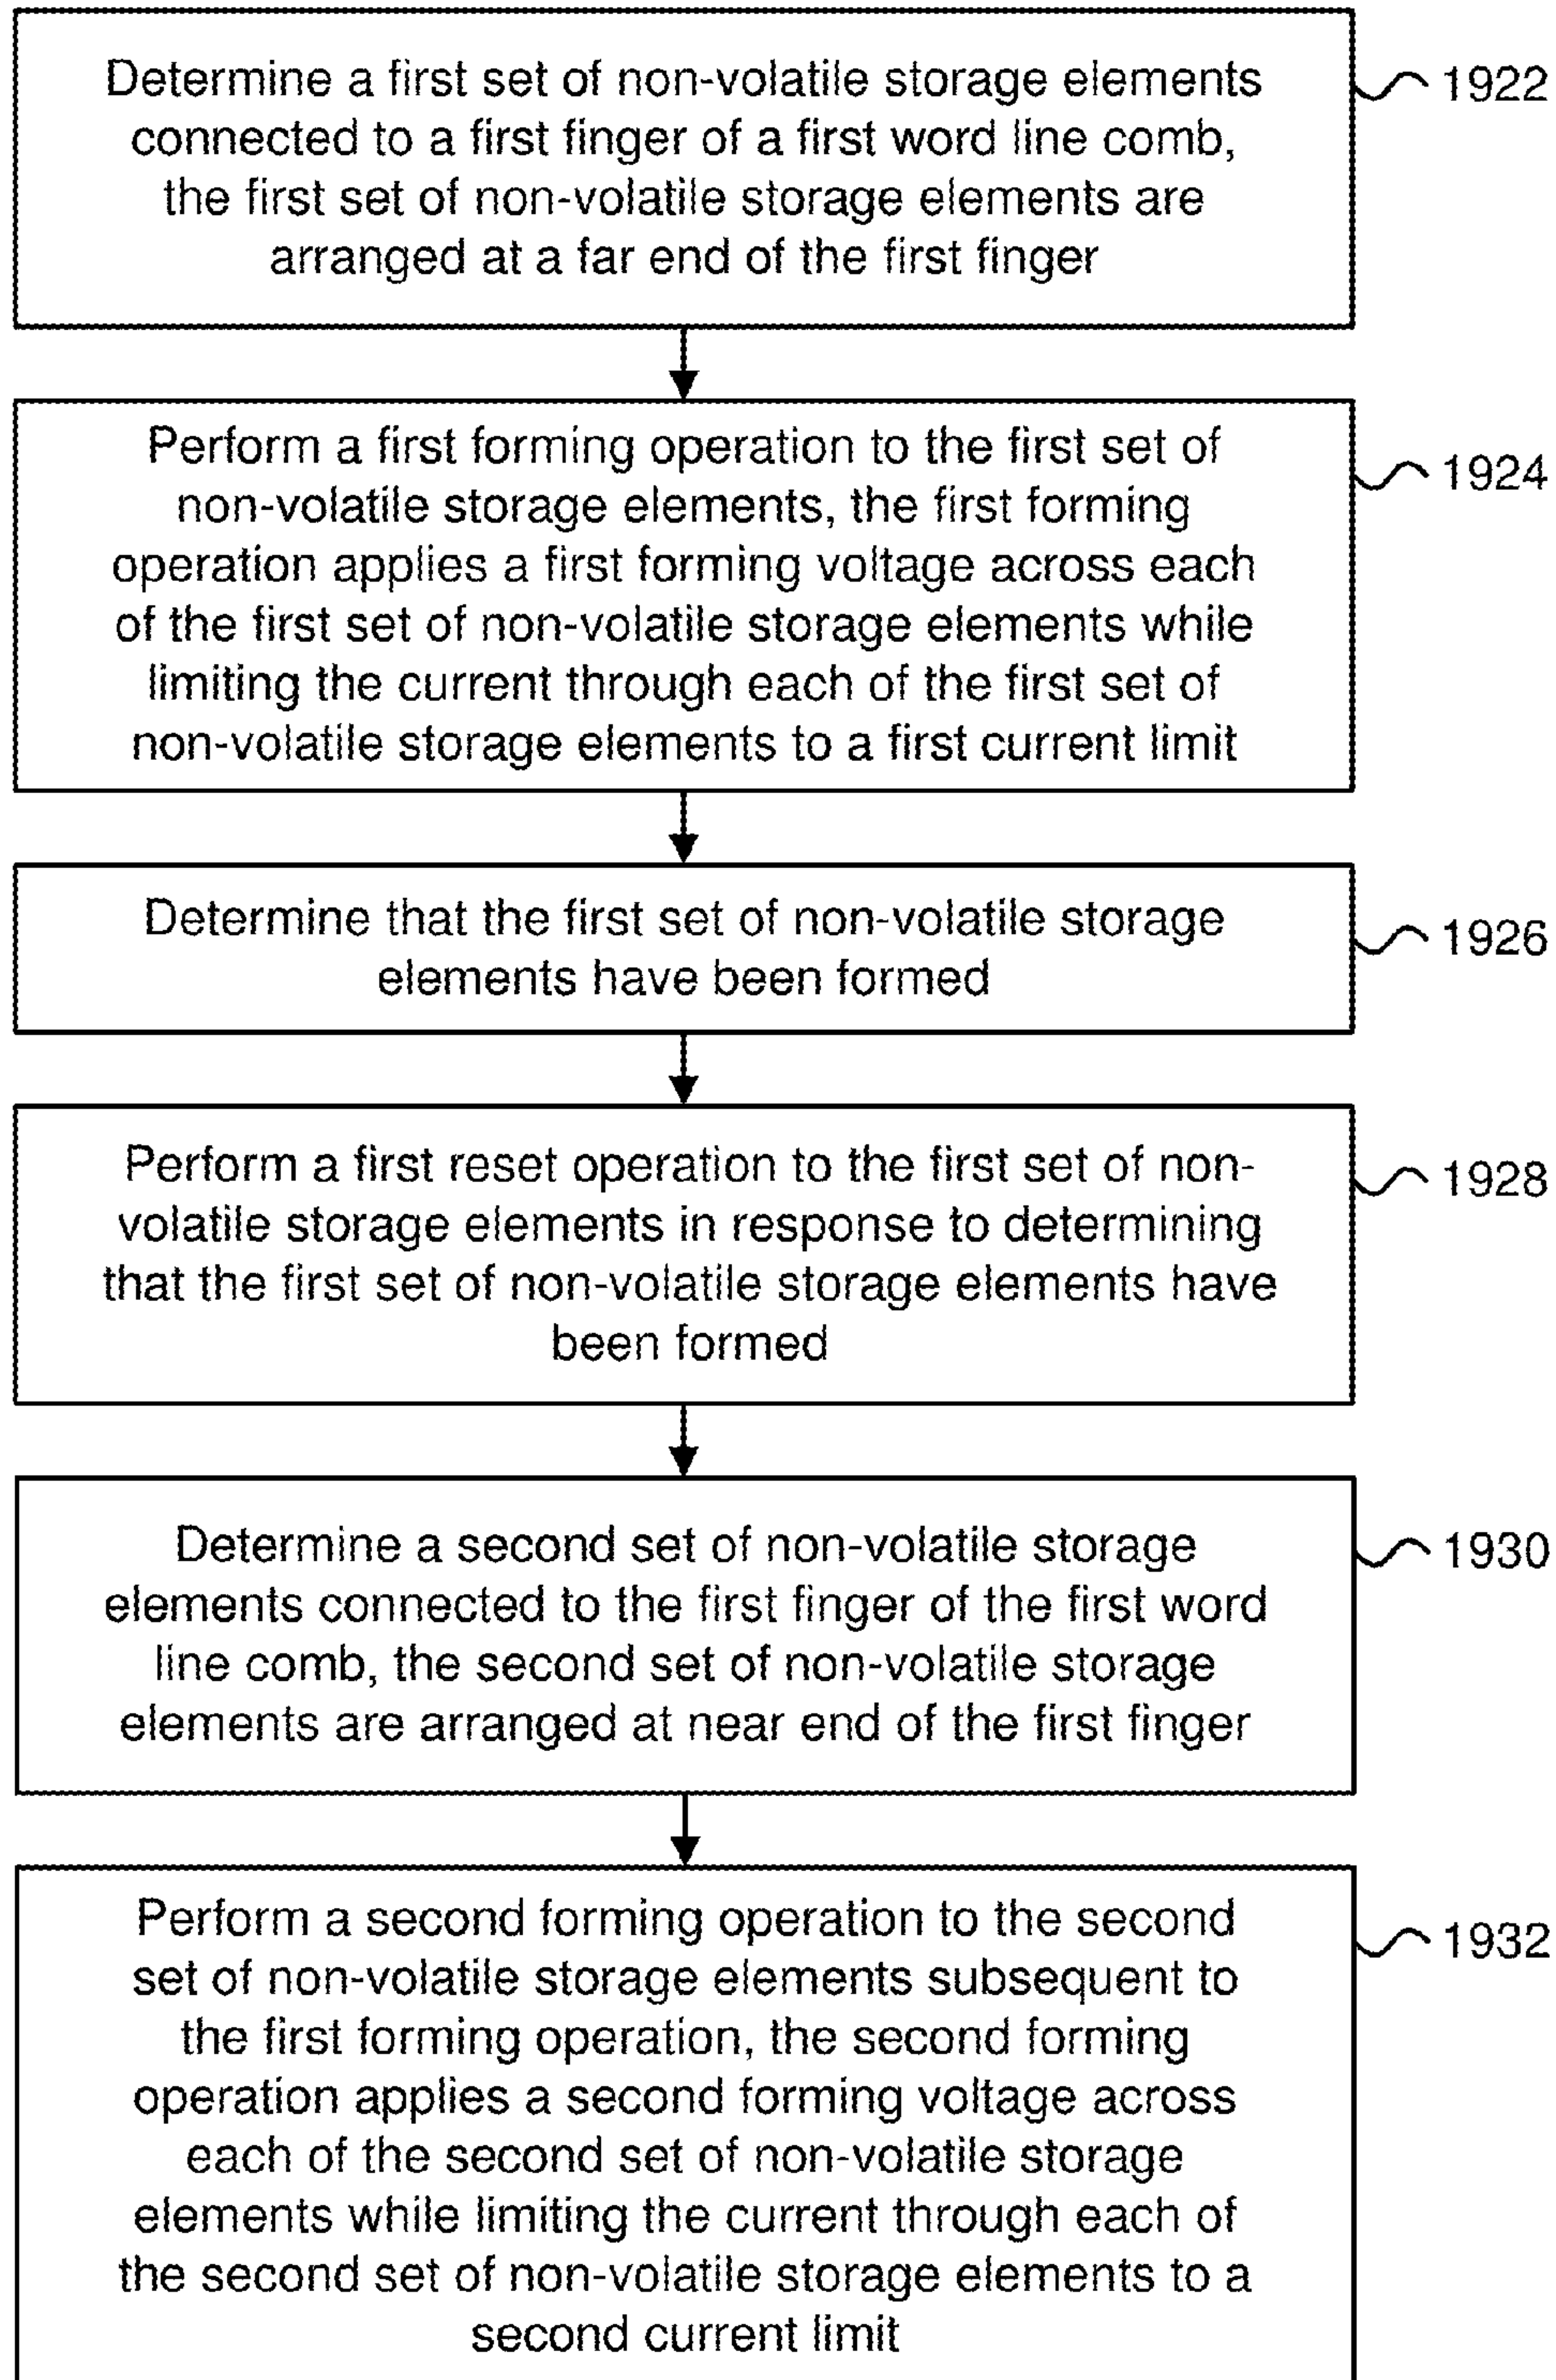 Determine a first set of non-volatile storage elements
connected to a first finger of a first word line comb,
the first set of non-volatile storage elements are
arranged at a far end of the first finger
1922
Perform a first forming operation to the first set of
non-volatile storage elements, the first forming
operation applies a first forming voltage across each
of the first set of non-volatile storage elements while
limiting the current through each of the first set of
non-volatile storage elements to a first current limit
1924
Determine that the first set of non-volatile storage
elements have been formed
1926
Perform a first reset operation to the first set of non-
volatile storage elements in response to determining
that the first set of non-volatile storage elements have
been formed
1928
Determine a second set of non-volatile storage
elements connected to the first finger of the first word
line comb, the second set of non-volatile storage
elements are arranged at near end of the first finger
1930
Perform a second forming operation to the second
set of non-volatile storage elements subsequent to
the first forming operation, the second forming
operation applies a second forming voltage across
each of the second set of non-volatile storage
elements while limiting the current through each of
the second set of non-volatile storage elements to a
second current limit
1932